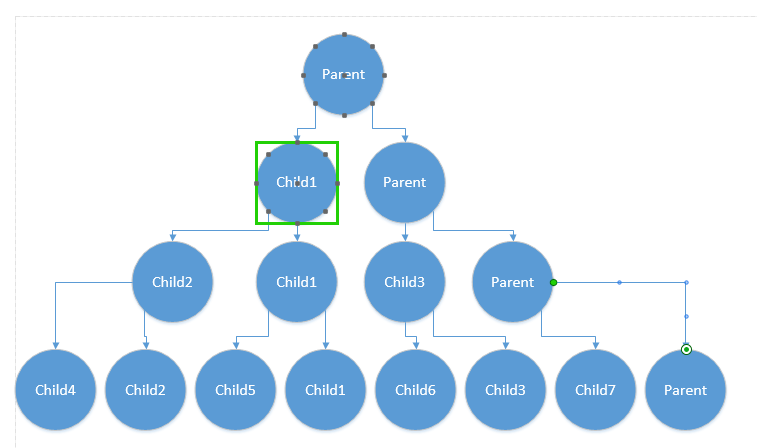 Parent
Child1
Parent
Child2
Child1
Child3
Parent
Child4
Child2
Child5
Child1
Child6
Child3
Child7
Parent